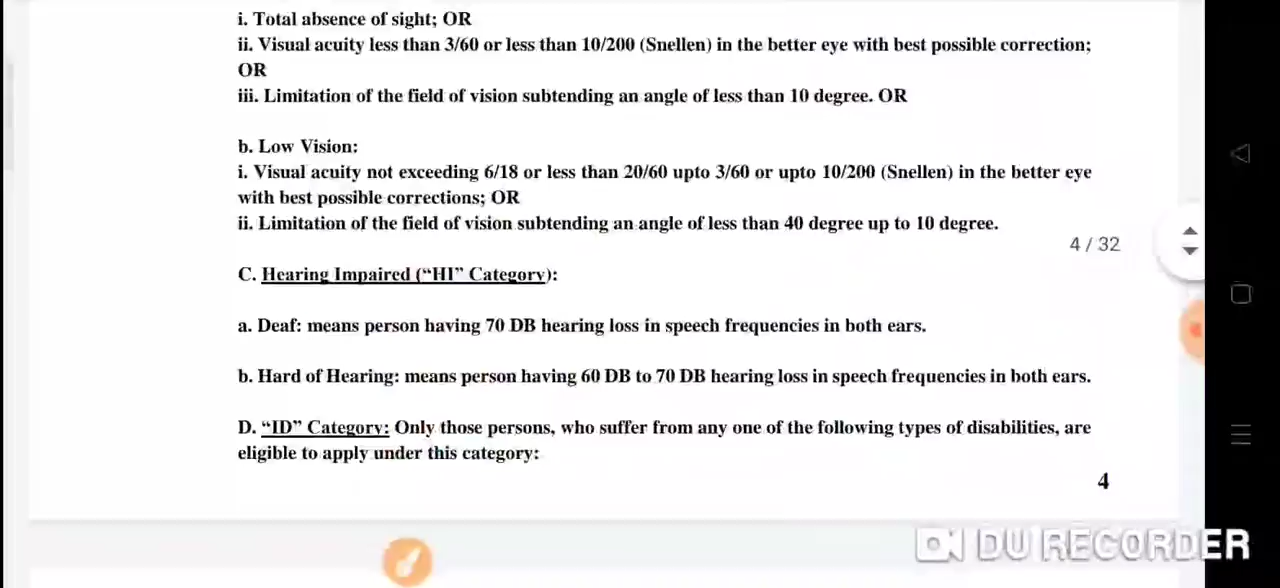 i. Total absence of sight; OR
ii. Visual acuity less than 3/60 or less than 10/200 (Snellen) in the better eye with best possible correction;
OR
iii. Limitation of the field of vision subtending an angle of less than 10 degree. OR
b. Low Vision:
i. Visual acuity not exceeding 6/18 or less than 20/60 upto 3/60 or upto 10/200 (Snellen) in the better eye
with best possible corrections; OR
ii. Limitation of the field of vision subtending an angle of less than 40 degree up to 10 degree.
4 / 32
C. Hearing Impaired (“HI” Category):
a. Deaf: means person having 70 DB hearing loss in speech frequencies in both ears.
b. Hard of Hearing: means person having 60 DB to 70 DB hearing loss in speech frequencies in both ears.
D. “ID” Category: Only those persons, who suffer from any one of the following types of disabilities, are
eligible to apply under this category:
4
DU RECORDER